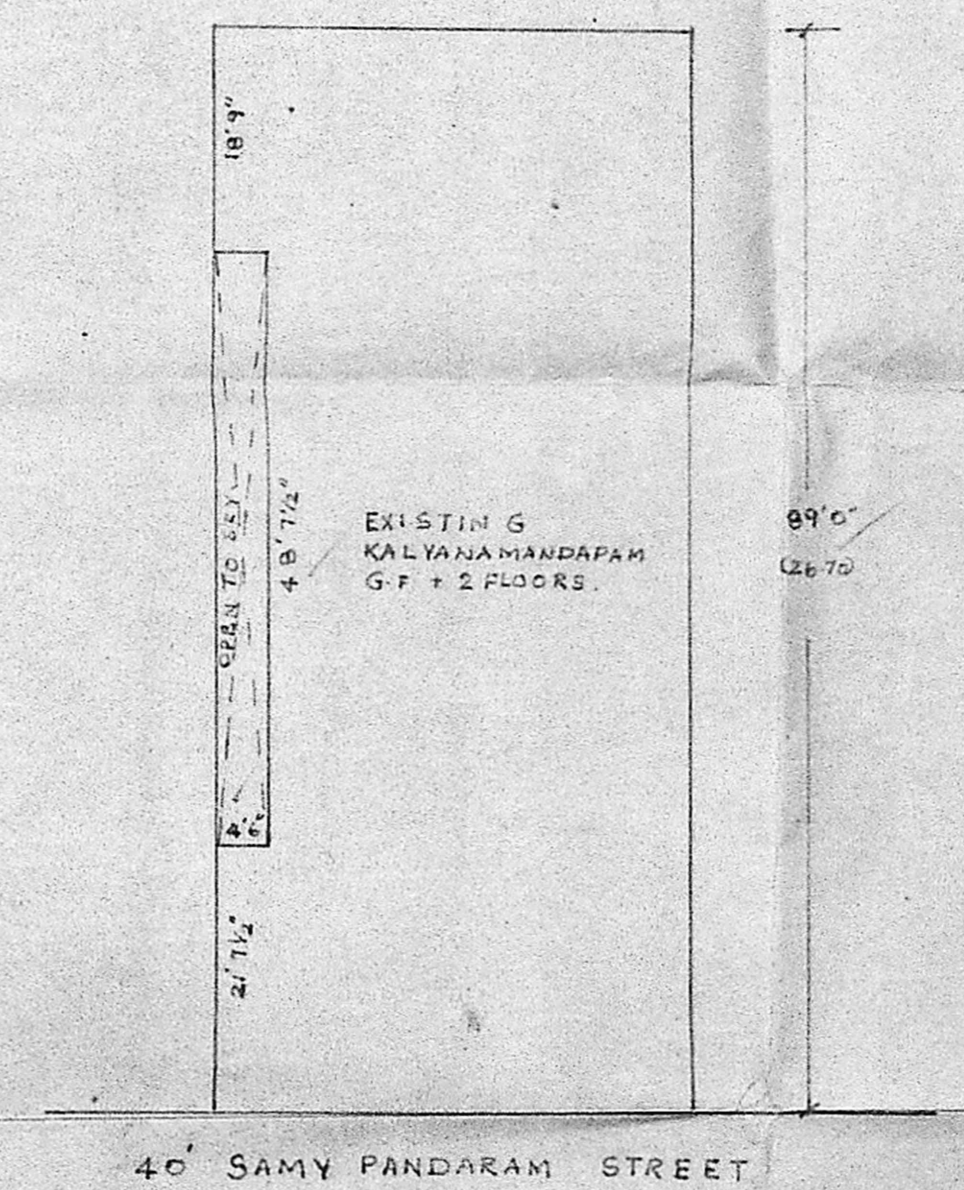 18'9"
OPEN TO SKY
48'7½"
EXISTING
KALYANAMANDAPAM
G.F + 2 FLOORS.
89'0"
(26.70)
4'6"
21'7½"
40' SAMY PANDARAM STREET